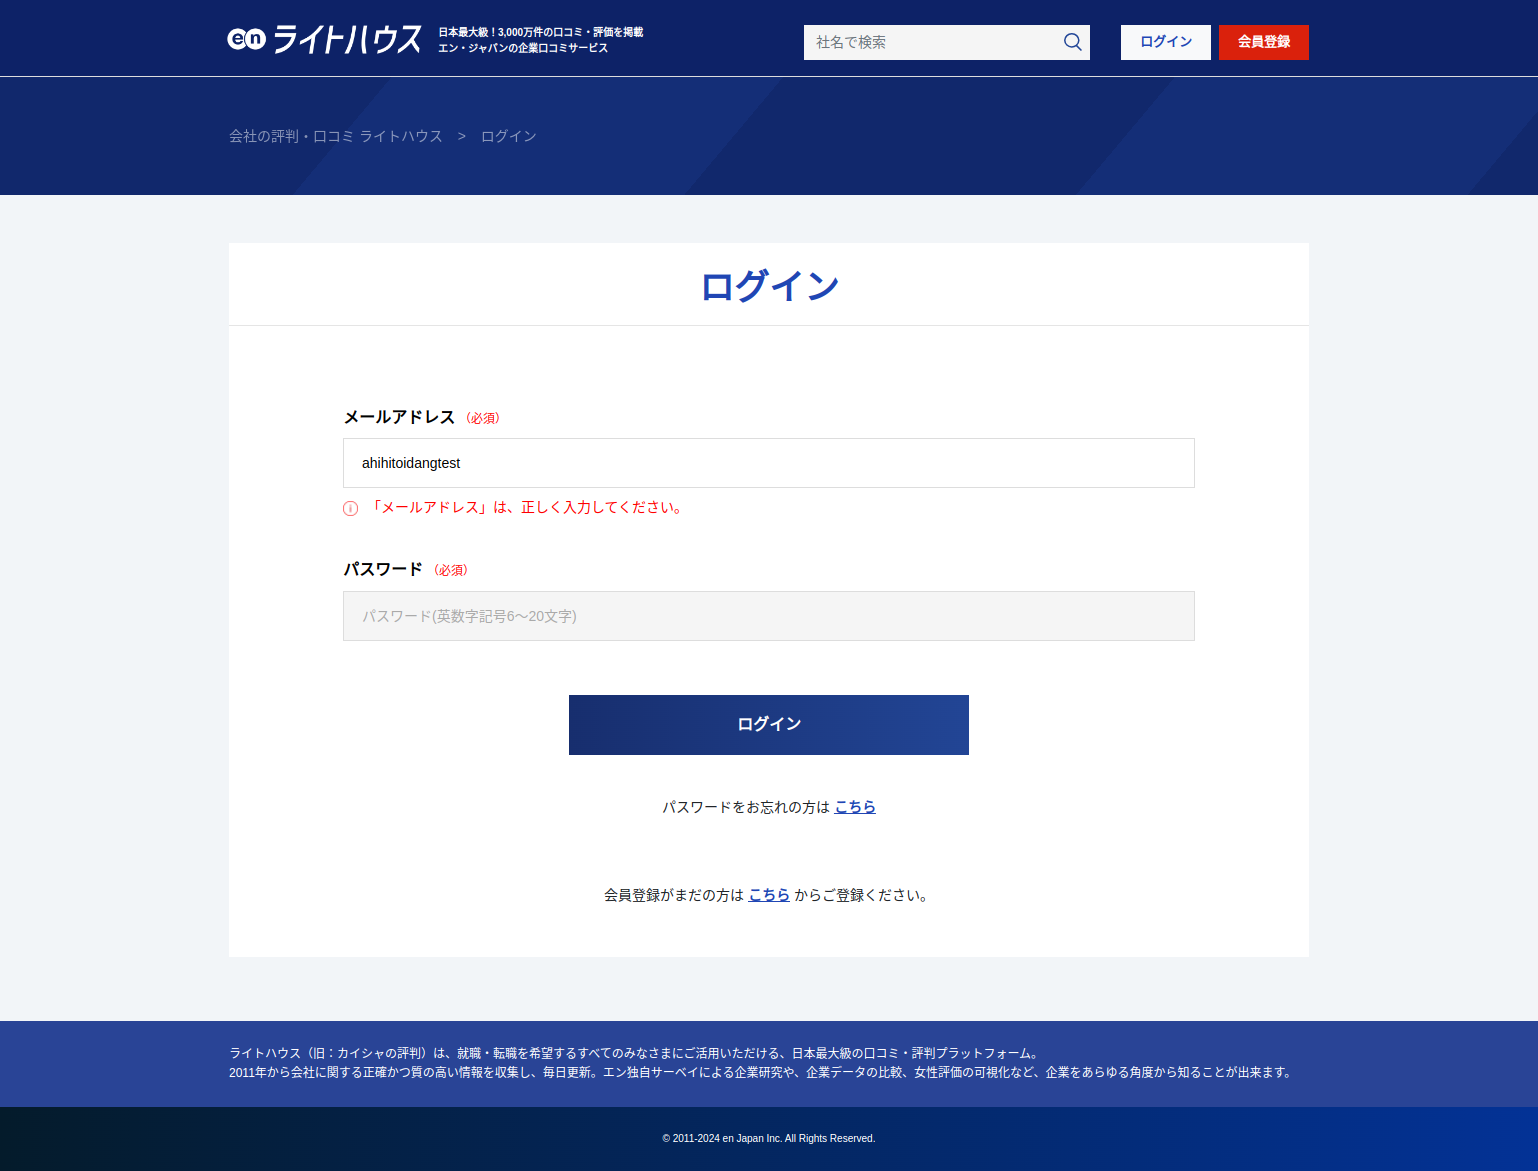 en ライトハウス
日本最大級！3,000万件の口コミ・評価を掲載
エン・ジャパンの企業口コミサービス
社名で検索
ログイン
会員登録
会社の評判・口コミ ライトハウス > ログイン
ログイン
メールアドレス （必須）
ahihitoidangtest
「メールアドレス」は、正しく入力してください。
パスワード （必須）
パスワード(英数字記号6〜20文字)
ログイン
パスワードをお忘れの方は こちら
会員登録がまだの方は こちら からご登録ください。
ライトハウス（旧：カイシャの評判）は、就職・転職を希望するすべてのみなさまにご活用いただける、日本最大級の口コミ・評判プラットフォーム。
2011年から会社に関する正確かつ質の高い情報を収集し、毎日更新。エン独自サーベイによる企業研究や、企業データの比較、女性評価の可視化など、企業をあらゆる角度から知ることが出来ます。
© 2011-2024 en Japan Inc. All Rights Reserved.